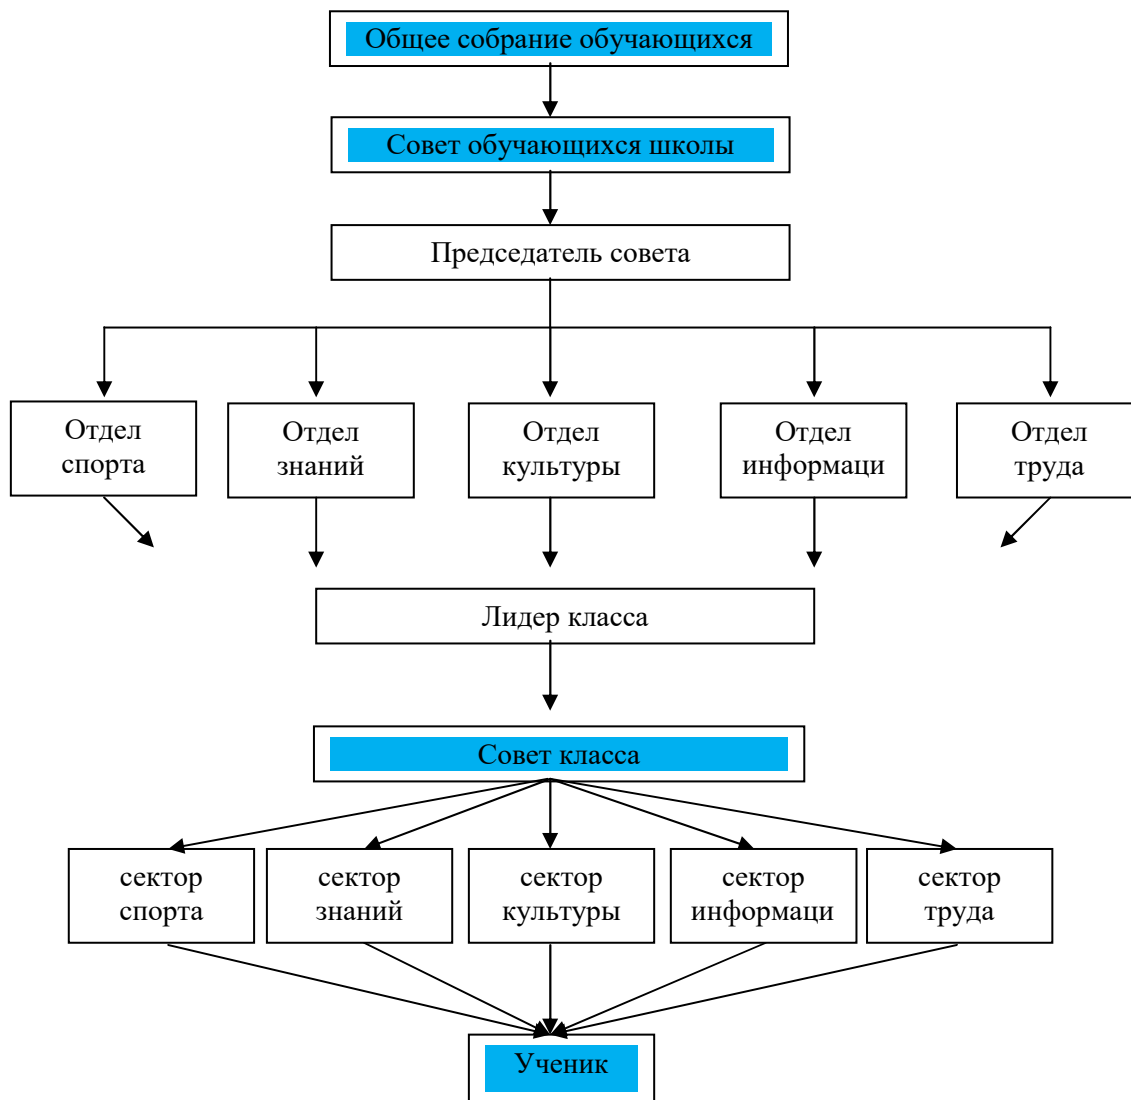 Общее собрание обучающихся
Совет обучающихся школы
Председатель совета
Отдел
спорта
Отдел
знаний
Отдел
культуры
Отдел
информаци
Отдел
труда
Лидер класса
Совет класса
сектор
спорта
сектор
знаний
сектор
культуры
сектор
информаци
сектор
труда
Ученик